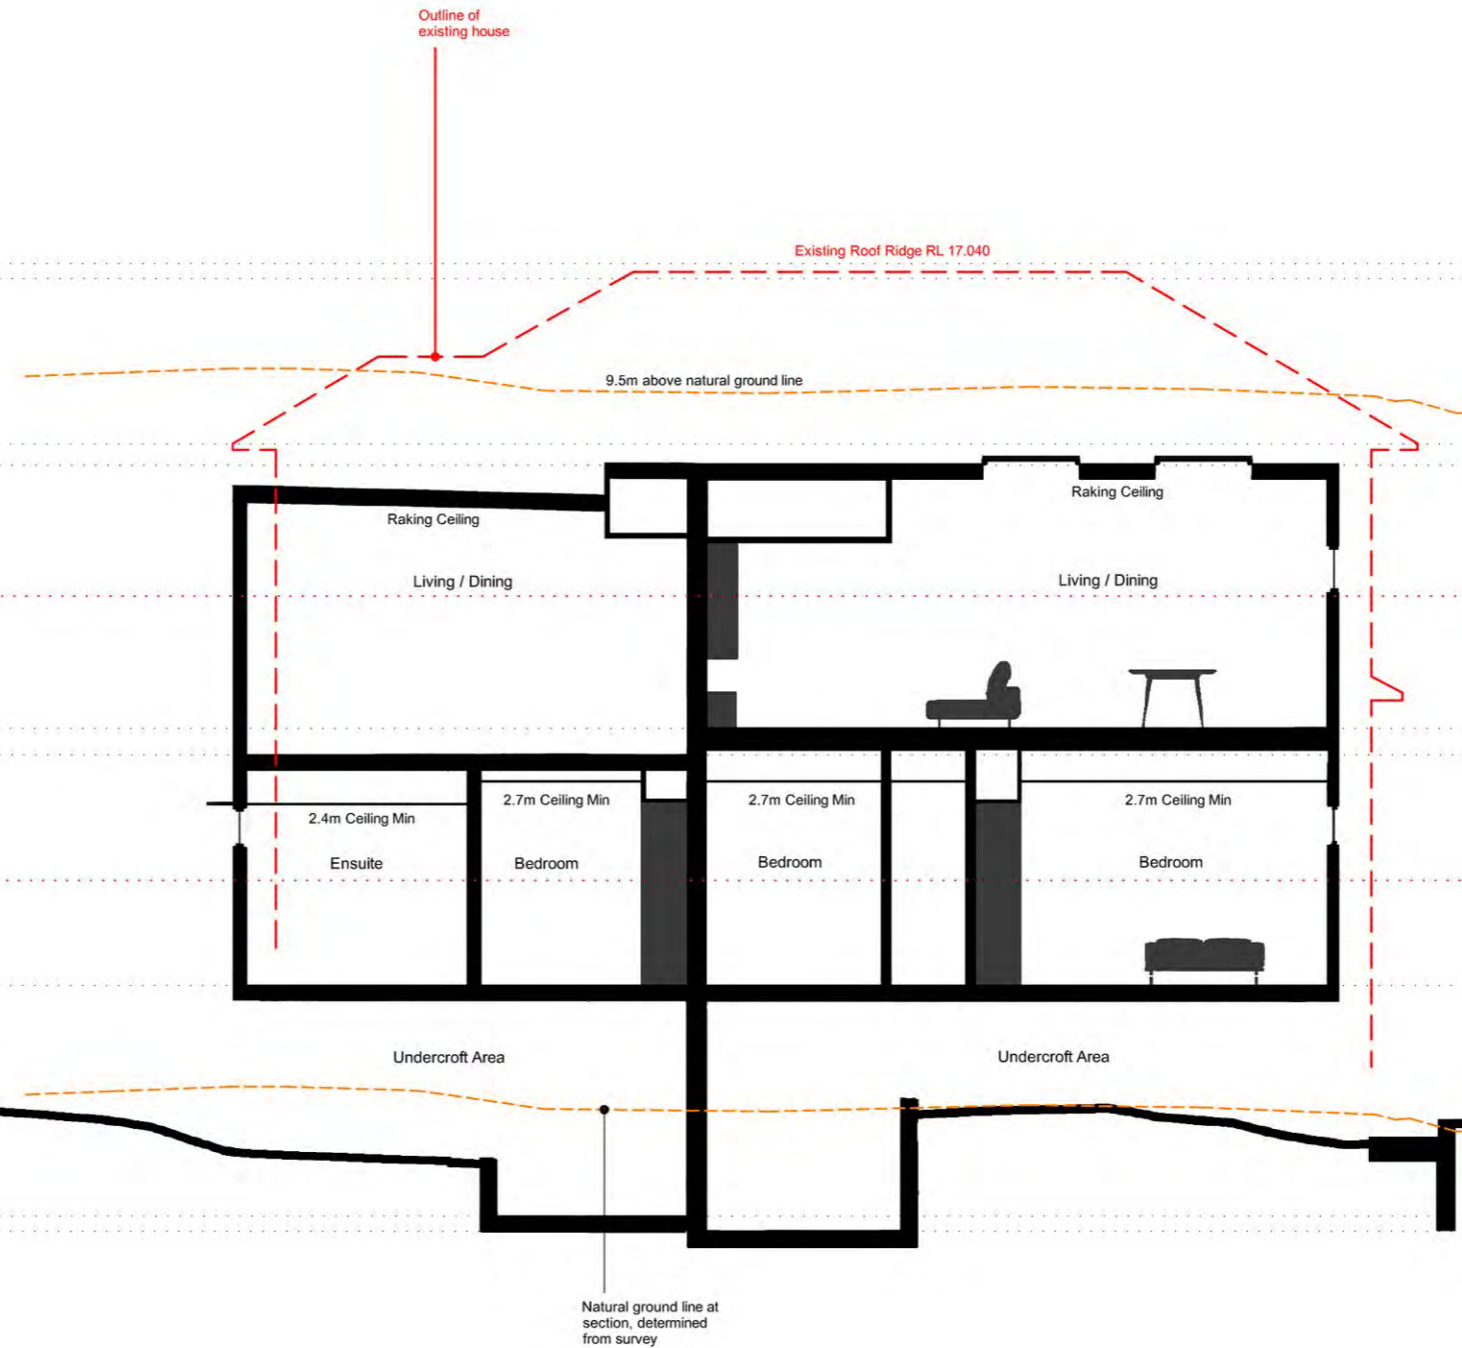 Outline of
existing house
Existing Roof Ridge RL 17.040
9.5m above natural ground line
Raking Ceiling
Raking Ceiling
Living / Dining
Living / Dining
2.7m Ceiling Min
2.7m Ceiling Min
2.7m Ceiling Min
2.4m Ceiling Min
Ensuite
Bedroom
Bedroom
Bedroom
Undercroft Area
Undercroft Area
Natural ground line at
section, determined
from survey